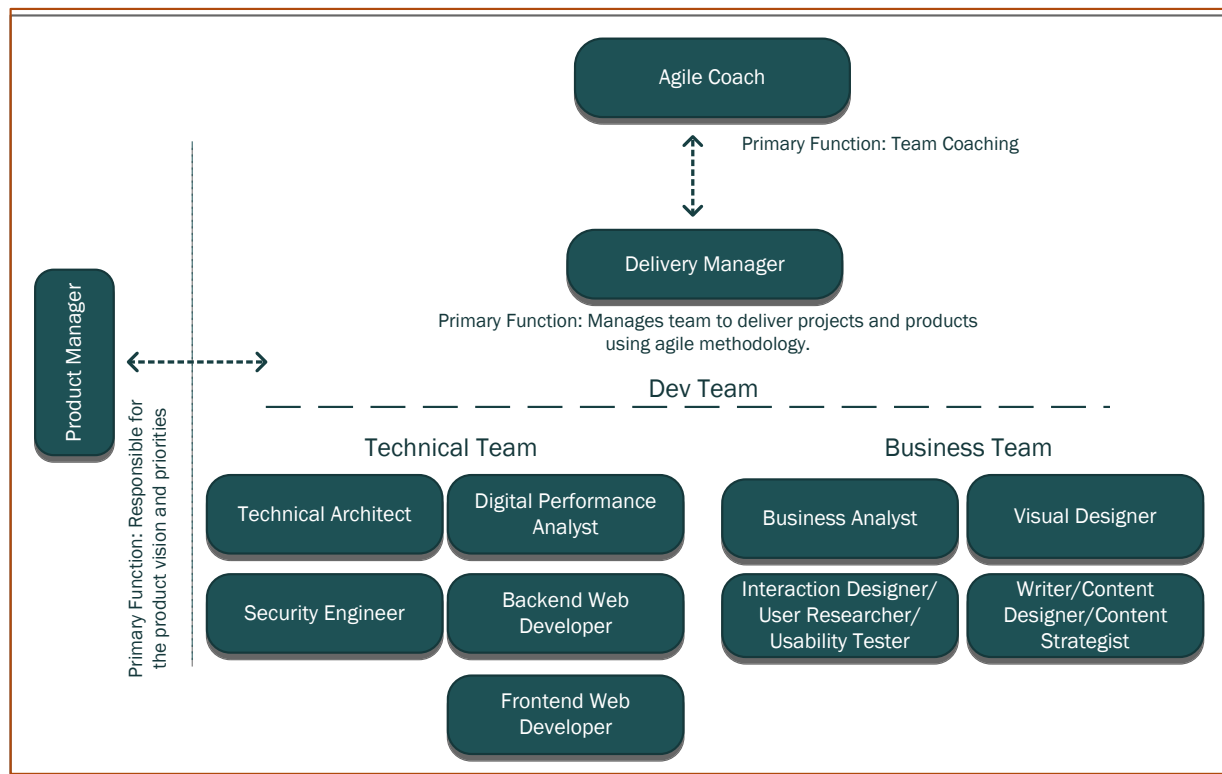 Agile Coach
Primary Function: Team Coaching
Delivery Manager
Primary Function: Manages team to deliver projects and products
using agile methodology.
Product Manager
Primary Function: Responsible for
the product vision and priorities
Dev Team
Technical Team
Technical Architect
Digital Performance
Analyst
Security Engineer
Backend Web
Developer
Frontend Web
Developer
Business Team
Business Analyst
Visual Designer
Interaction Designer/
User Researcher/
Usability Tester
Writer/Content
Designer/Content
Strategist